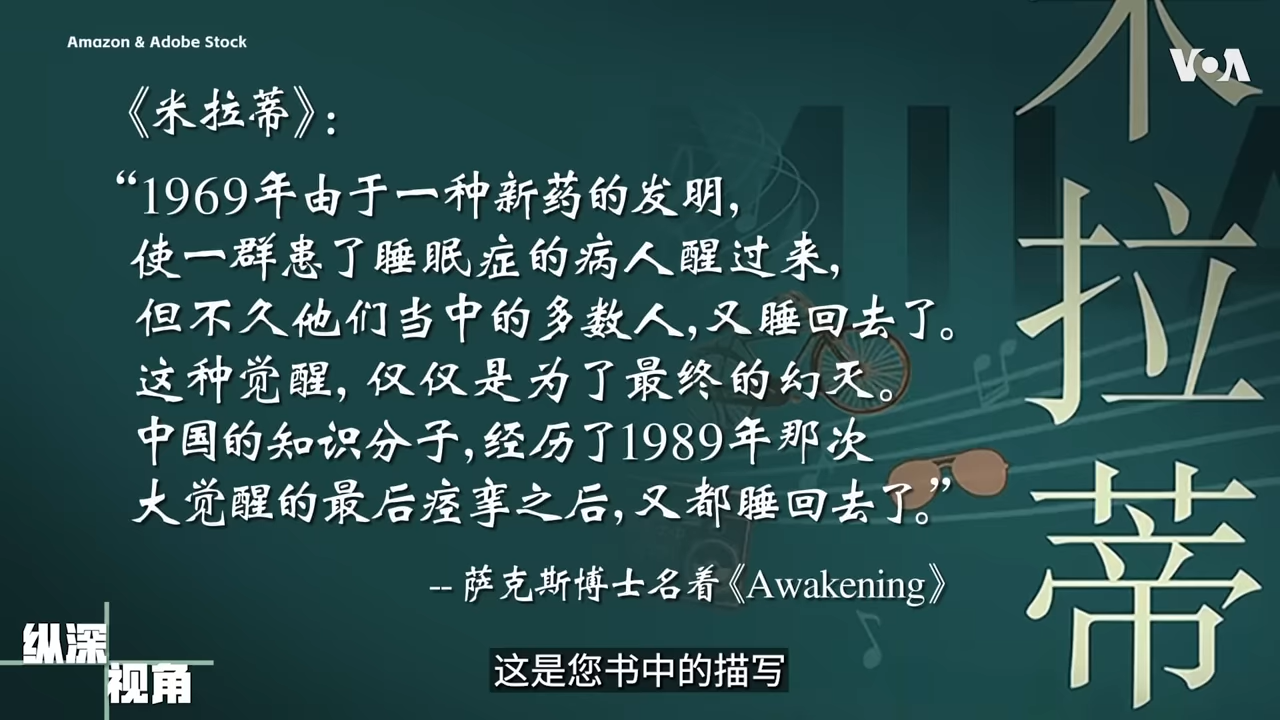 Amazon & Adobe Stock
VOA
《米拉蒂》：
“1969年由于一种新药的发明，
使一群患了睡眠症的病人醒过来，
但不久他们当中的多数人，又睡回去了。
这种觉醒，仅仅是为了最终的幻天。
中国的知识分子，经历了1989年那次
大觉醒的最后痉挛之后，又都睡回去了。”
-- 萨克斯博士名着《Awakening》
米拉蒂
MILA
纵深
视角
这是您书中的描写